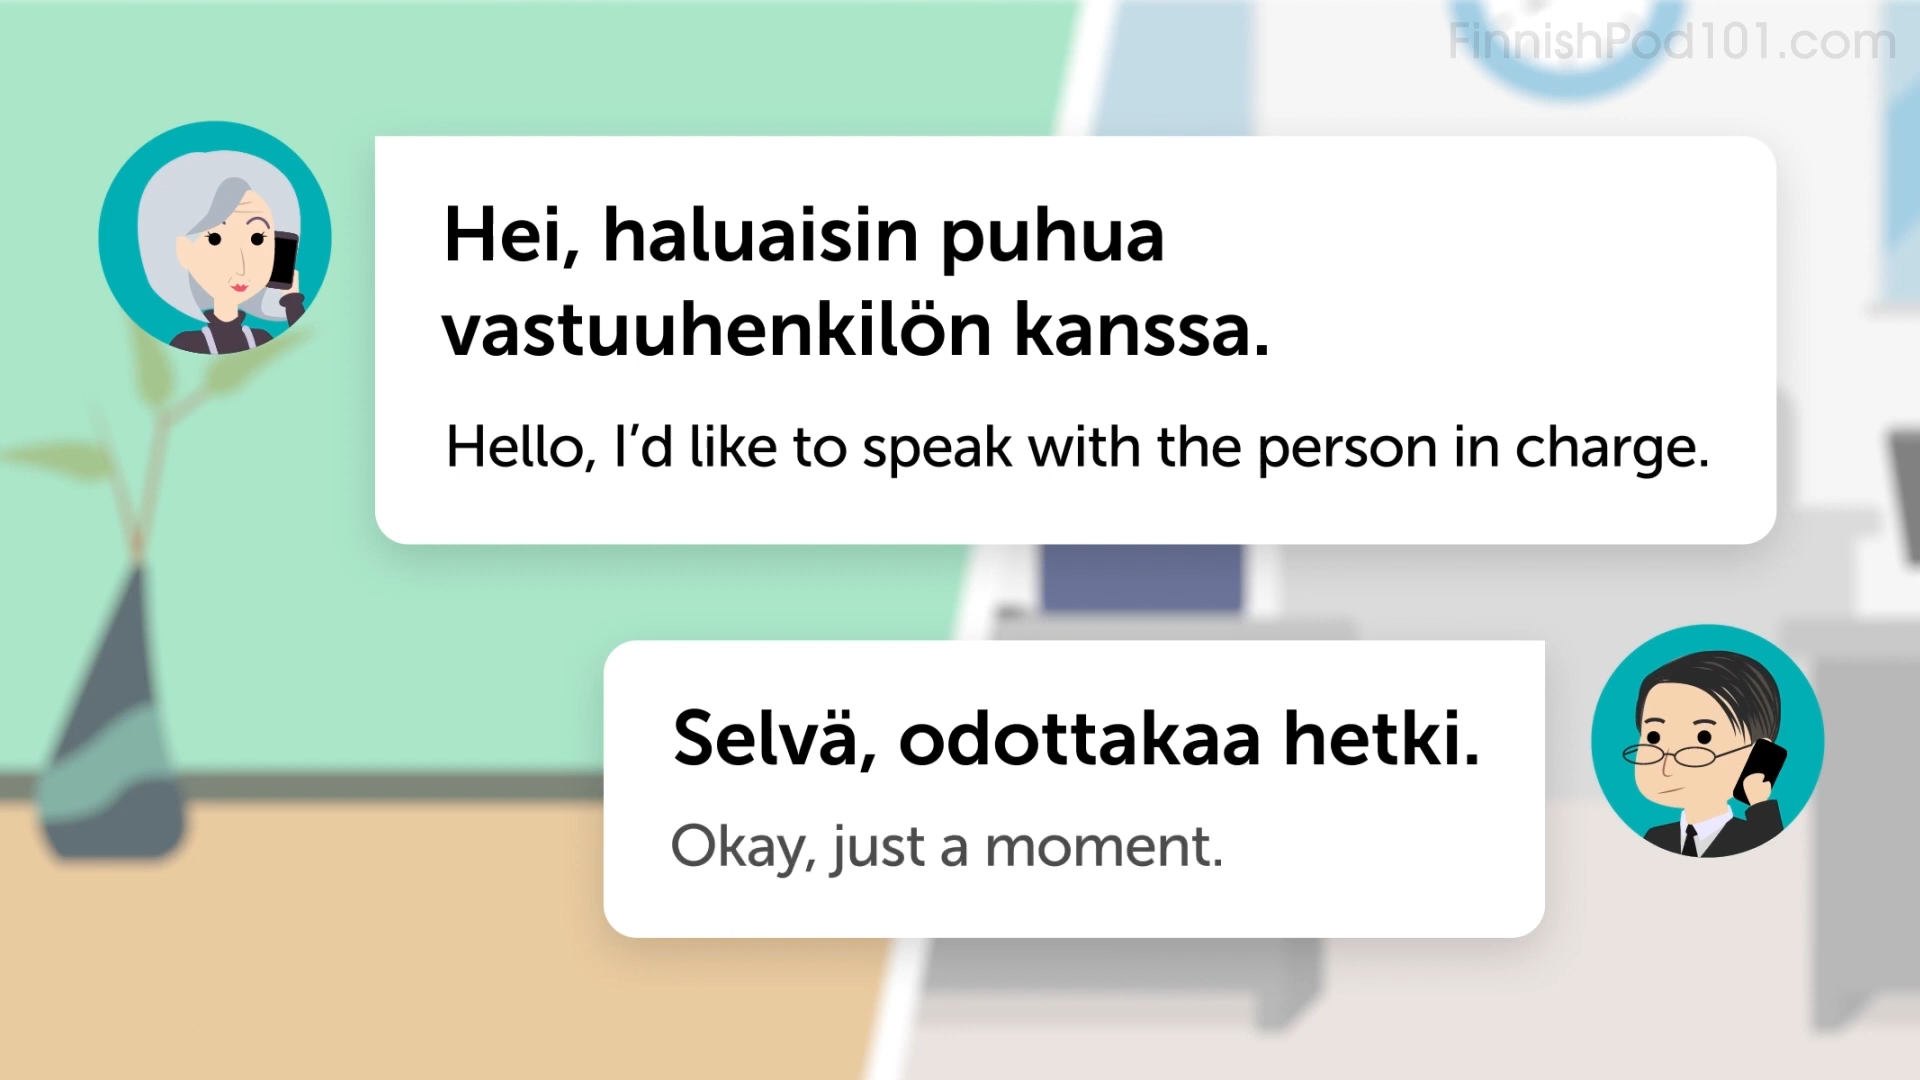 FinnishPod101.com
Hei, haluaisin puhua
vastuuhenkilön kanssa.
Hello, I’d like to speak with the person in charge.
Selvä, odottakaa hetki.
Okay, just a moment.